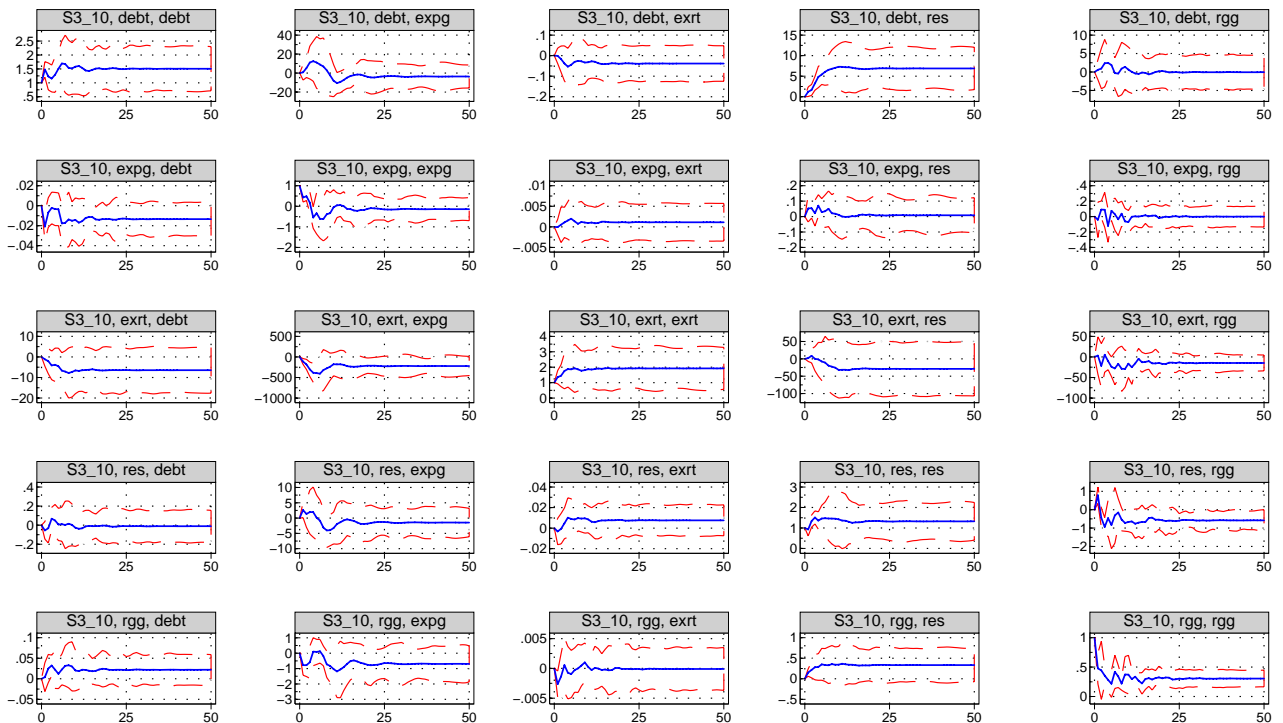 S3_10, debt, debt
2.5
2
1.5
1
.5
0 25 50
S3_10, debt, expg
40
20
0
−20
0 25 50
S3_10, debt, exrt
.1
0
−.1
−.2
0 25 50
S3_10, debt, res
15
10
5
0
0 25 50
S3_10, debt, rgg
10
5
0
−5
0 25 50
S3_10, expg, debt
.02
0
−.02
−.04
0 25 50
S3_10, expg, expg
1
0
−1
−2
0 25 50
S3_10, expg, exrt
.01
.005
0
−.005
0 25 50
S3_10, expg, res
.2
.1
0
−.1
−.2
0 25 50
S3_10, expg, rgg
.4
.2
0
−.2
−.4
0 25 50
S3_10, exrt, debt
10
0
−10
−20
0 25 50
S3_10, exrt, expg
500
0
−500
−1000
0 25 50
S3_10, exrt, exrt
4
3
2
1
0
0 25 50
S3_10, exrt, res
50
0
−50
−100
0 25 50
S3_10, exrt, rgg
50
0
−50
−100
0 25 50
S3_10, res, debt
.4
.2
0
−.2
0 25 50
S3_10, res, expg
10
5
0
−5
−10
0 25 50
S3_10, res, exrt
.04
.02
0
−.02
0 25 50
S3_10, res, res
3
2
1
0
0 25 50
S3_10, res, rgg
1
0
−1
−2
0 25 50
S3_10, rgg, debt
.1
.05
0
−.05
0 25 50
S3_10, rgg, expg
1
0
−1
−2
−3
0 25 50
S3_10, rgg, exrt
.005
0
−.005
0 25 50
S3_10, rgg, res
1
.5
0
−.5
0 25 50
S3_10, rgg, rgg
1
.5
0
0 25 50